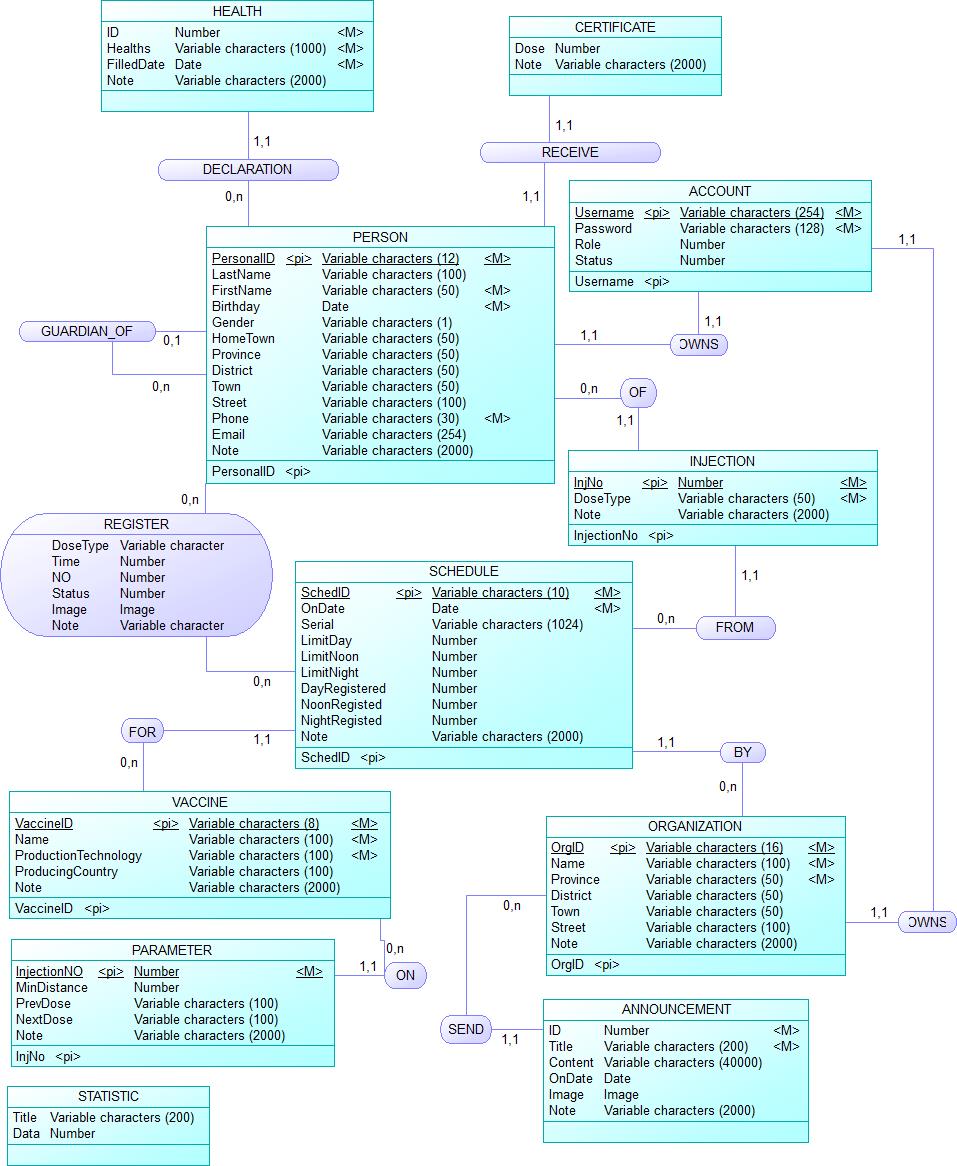 HEALTH
ID Number <M>
Healths Variable characters (1000) <M>
FilledDate Date <M>
Note Variable characters (2000)
CERTIFICATE
Dose Number
Note Variable characters (2000)
1,1
DECLARATION
0,n
1,1
RECEIVE
1,1
ACCOUNT
Username <pi> Variable characters (254) <M>
Password Variable characters (128) <M>
Role Number
Status Number
Username <pi>
1,1
PERSON
PersonalID <pi> Variable characters (12) <M>
LastName Variable characters (100)
FirstName Variable characters (50) <M>
Birthday Date <M>
Gender Variable characters (1)
HomeTown Variable characters (50)
Province Variable characters (50)
District Variable characters (50)
Town Variable characters (50)
Street Variable characters (100)
Phone Variable characters (30) <M>
Email Variable characters (254)
Note Variable characters (2000)
PersonalID <pi>
GUARDIAN_OF
0,1
0,n
1,1
1,1
OWNS
0,n
OF
1,1
INJECTION
InjNo <pi> Number <M>
DoseType Variable characters (50) <M>
Note Variable characters (2000)
InjectionNo <pi>
0,n
REGISTER
DoseType Variable character
Time Number
NO Number
Status Number
Image Image
Note Variable character
0,n
SCHEDULE
SchedID <pi> Variable characters (10) <M>
OnDate Date <M>
Serial Variable characters (1024)
LimitDay Number
LimitNoon Number
LimitNight Number
DayRegistered Number
NoonRegisted Number
NightRegisted Number
Note Variable characters (2000)
SchedID <pi>
1,1
0,n
FROM
FOR
1,1
0,n
1,1
BY
0,n
VACCINE
VaccineID <pi> Variable characters (8) <M>
Name Variable characters (100) <M>
ProductionTechnology Variable characters (100) <M>
ProducingCountry Variable characters (100)
Note Variable characters (2000)
VaccineID <pi>
ORGANIZATION
OrgID <pi> Variable characters (16) <M>
Name Variable characters (100) <M>
Province Variable characters (50) <M>
District Variable characters (50)
Town Variable characters (50)
Street Variable characters (100)
Note Variable characters (2000)
OrgID <pi>
1,1
OWNS
0,n
PARAMETER
InjectionNO <pi> Number <M>
MinDistance Number
PrevDose Variable characters (100)
NextDose Variable characters (100)
Note Variable characters (2000)
InjNo <pi>
0,n
1,1
ON
SEND
1,1
ANNOUNCEMENT
ID Number <M>
Title Variable characters (200) <M>
Content Variable characters (40000)
OnDate Date
Image Image
Note Variable characters (2000)
STATISTIC
Title Variable characters (200)
Data Number